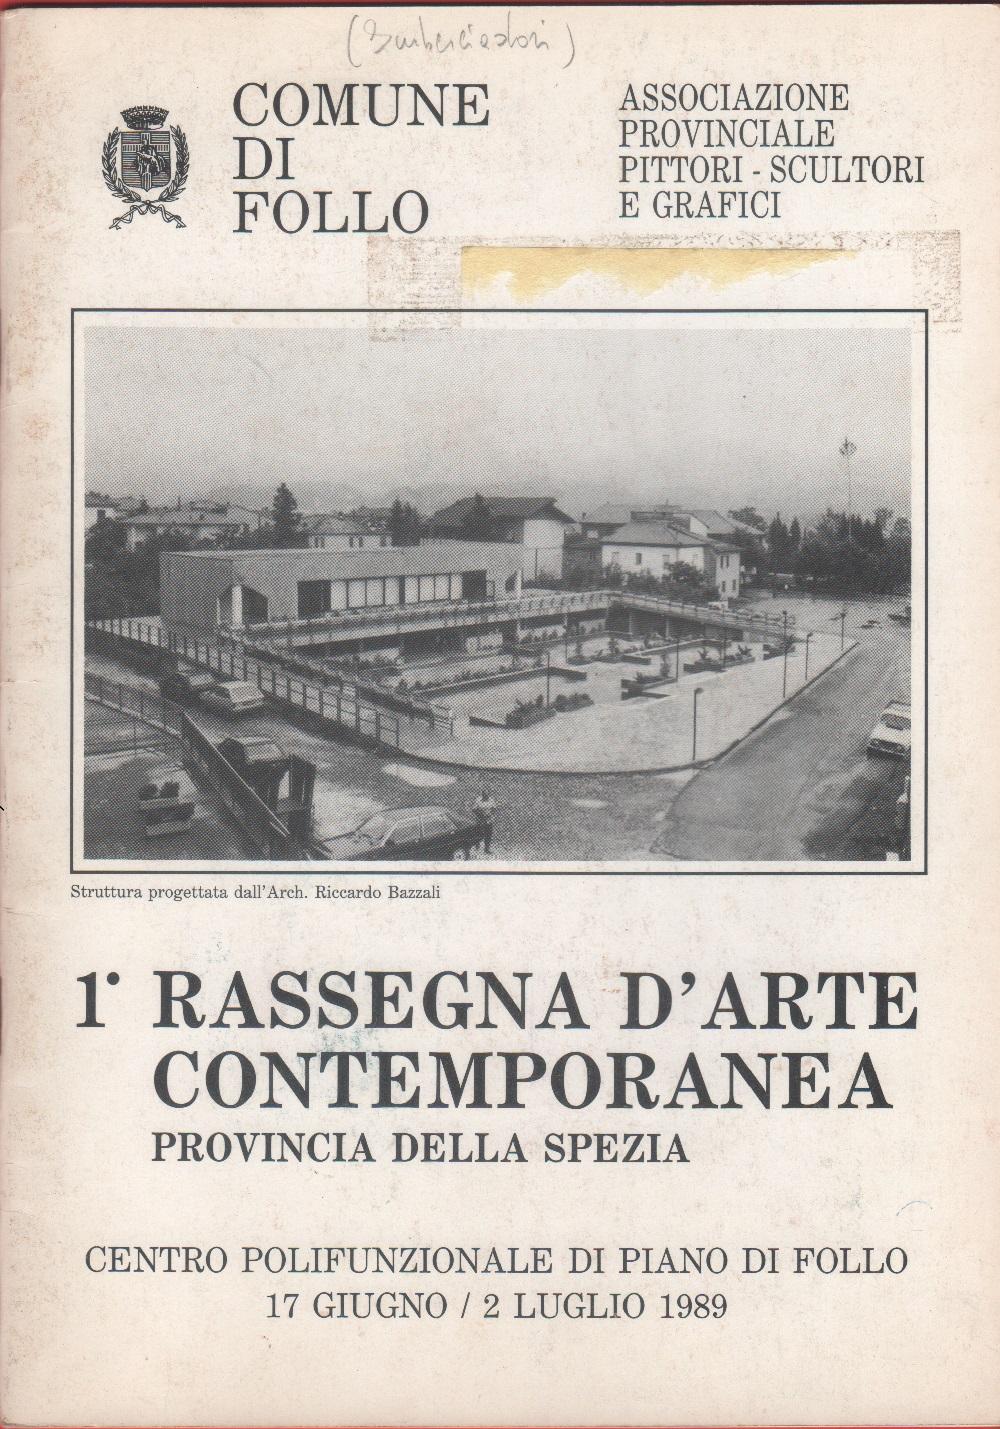 COMUNE
DI
FOLLO
ASSOCIAZIONE
PROVINCIALE
PITTORI - SCULTORI
E GRAFICI
Struttura progettata dall'Arch. Riccardo Bazzali
1° RASSEGNA D'ARTE
CONTEMPORANEA
PROVINCIA DELLA SPEZIA
CENTRO POLIFUNZIONALE DI PIANO DI FOLLO
17 GIUGNO / 2 LUGLIO 1989